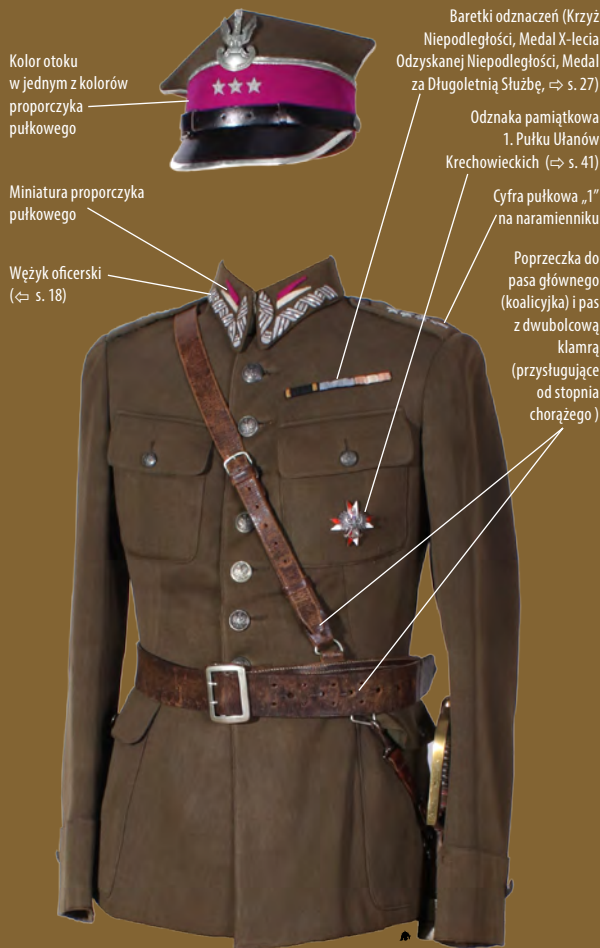 Kolor otoku
w jednym z kolorów
proporczyka
pułkowego
Miniatura proporczyka
pułkowego
Wężyk oficerski
(⇦ s. 18)
Baretki odznaczeń (Krzyż
Niepodległości, Medal X-lecia
Odzyskanej Niepodległości, Medal
za Długoletnią Służbę, ⇨ s. 27)
Odznaka pamiątkowa
1. Pułku Ułanów
Krechowieckich (⇨ s. 41)
Cyfra pułkowa „1”
na naramienniku
Poprzeczka do
pasa głównego
(koalicyjka) i pas
z dwubolcową
klamrą
(przysługujące
od stopnia
chorążego )